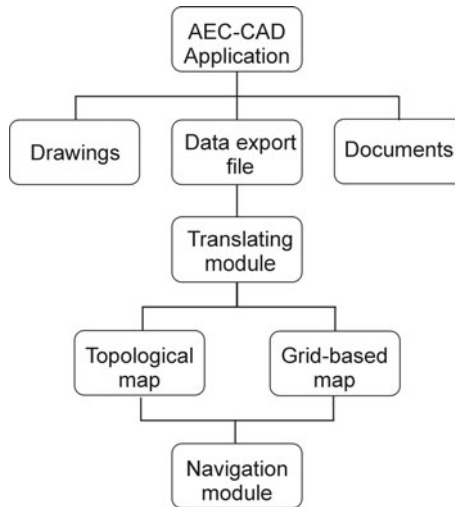 AEC-CAD
Application
Drawings
Data export
file
Documents
Translating
module
Topological
map
Grid-based
map
Navigation
module